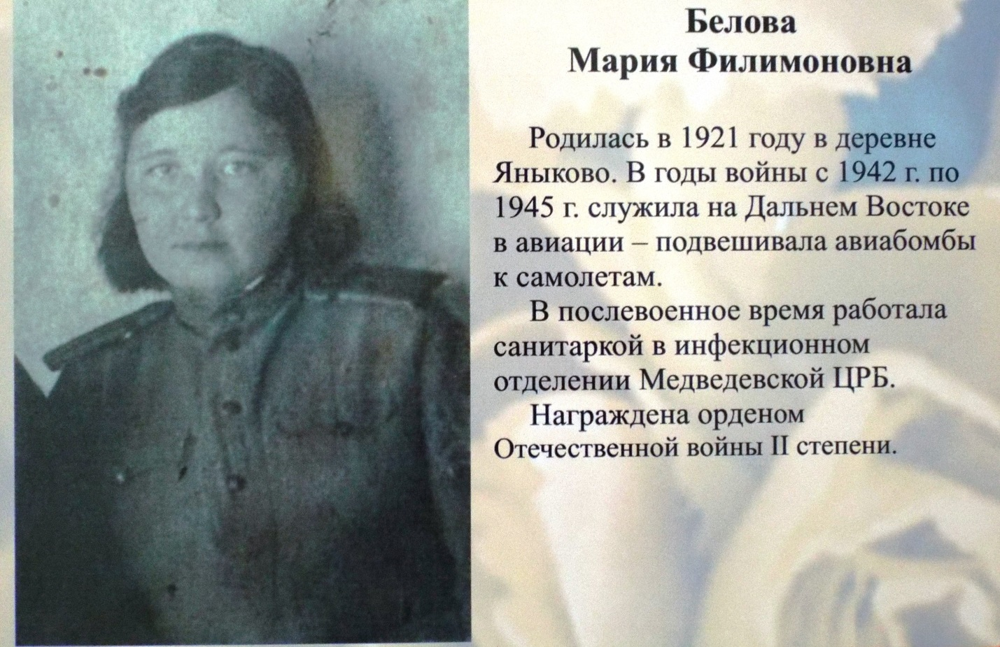 Белова
Мария Филимоновна
Родилась в 1921 году в деревне
Яныково. В годы войны с 1942 г. по
1945 г. служила на Дальнем Востоке
в авиации – подвешивала авиабомбы
к самолетам.
В послевоенное время работала
санитаркой в инфекционном
отделении Медведевской ЦРБ.
Награждена орденом
Отечественной войны II степени.